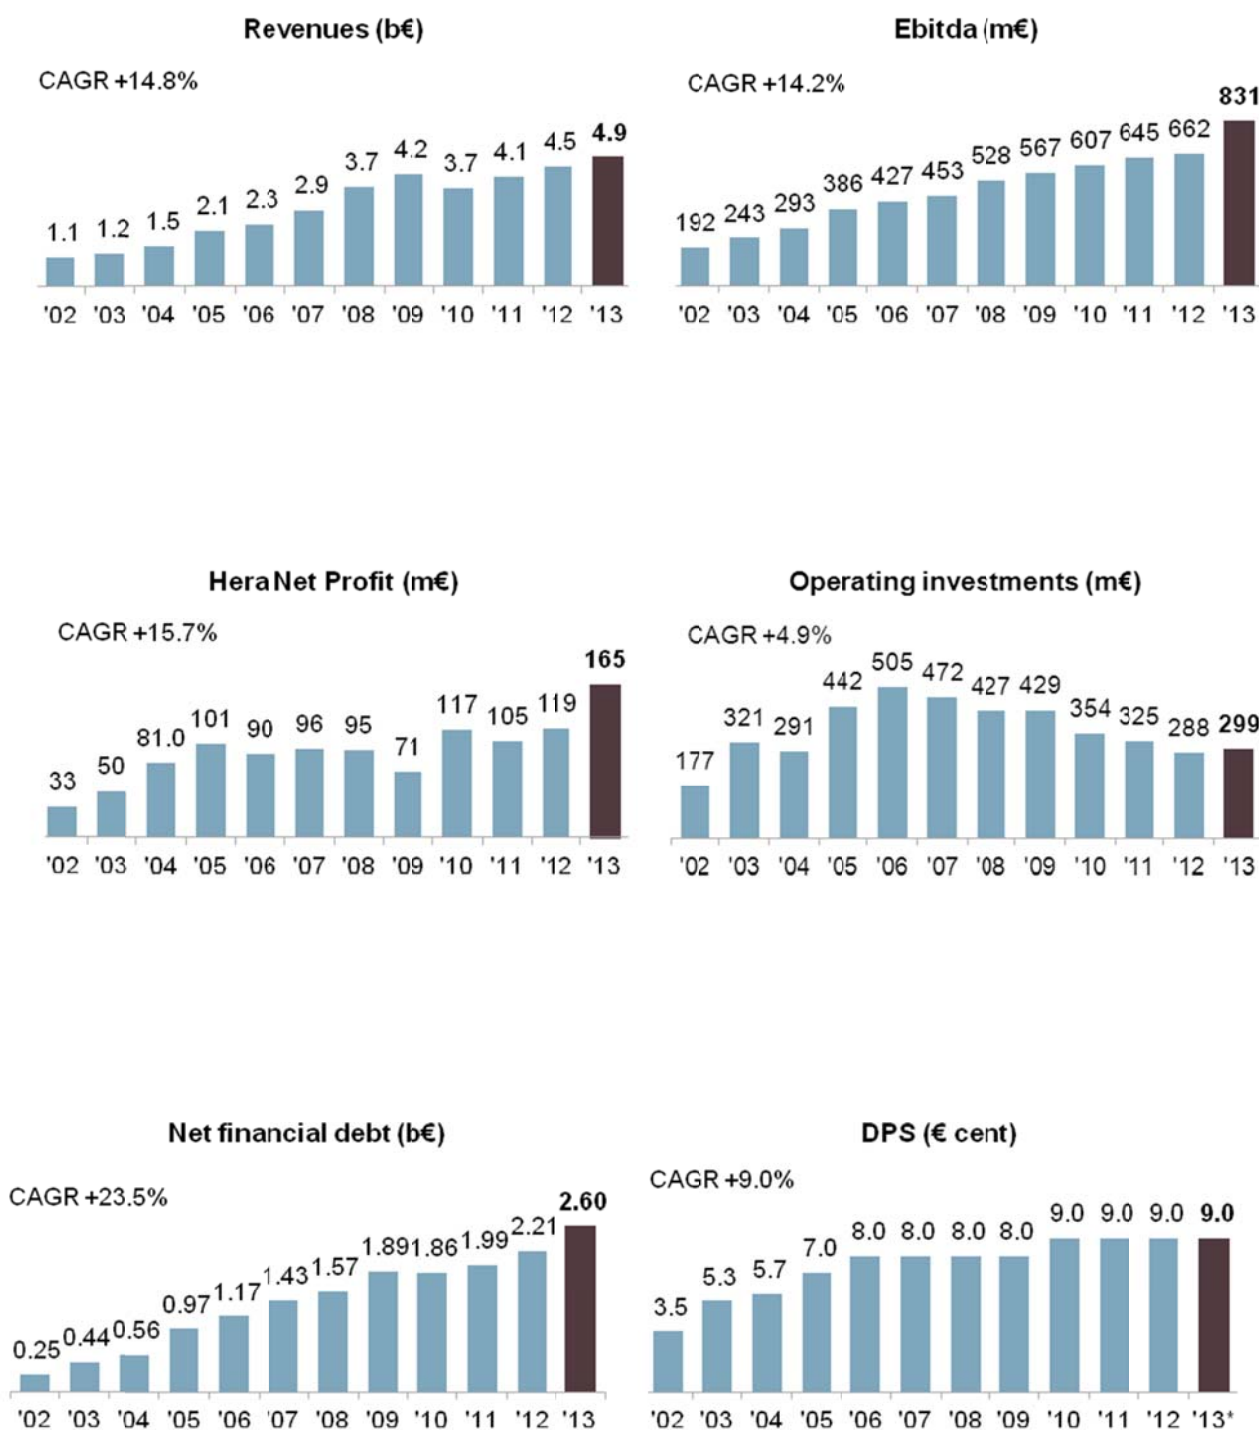 Revenues (b€)
CAGR +14.8%
1.1 1.2 1.5 2.1 2.3 2.9 3.7 4.2 3.7 4.1 4.5 4.9
'02 '03 '04 '05 '06 '07 '08 '09 '10 '11 '12 '13
Ebitda (m€)
CAGR +14.2%
192 243 293 386 427 453 528 567 607 645 662 831
'02 '03 '04 '05 '06 '07 '08 '09 '10 '11 '12 '13
Hera Net Profit (m€)
CAGR +15.7%
33 50 81.0 101 90 96 95 71 117 105 119 165
'02 '03 '04 '05 '06 '07 '08 '09 '10 '11 '12 '13
Operating investments (m€)
CAGR +4.9%
177 321 291 442 505 472 427 429 354 325 288 299
'02 '03 '04 '05 '06 '07 '08 '09 '10 '11 '12 '13
Net financial debt (b€)
CAGR +23.5%
0.25 0.44 0.56 0.97 1.17 1.43 1.57 1.89 1.86 1.99 2.21 2.60
'02 '03 '04 '05 '06 '07 '08 '09 '10 '11 '12 '13
DPS (€ cent)
CAGR +9.0%
3.5 5.3 5.7 7.0 8.0 8.0 8.0 8.0 9.0 9.0 9.0 9.0
'02 '03 '04 '05 '06 '07 '08 '09 '10 '11 '12 '13*